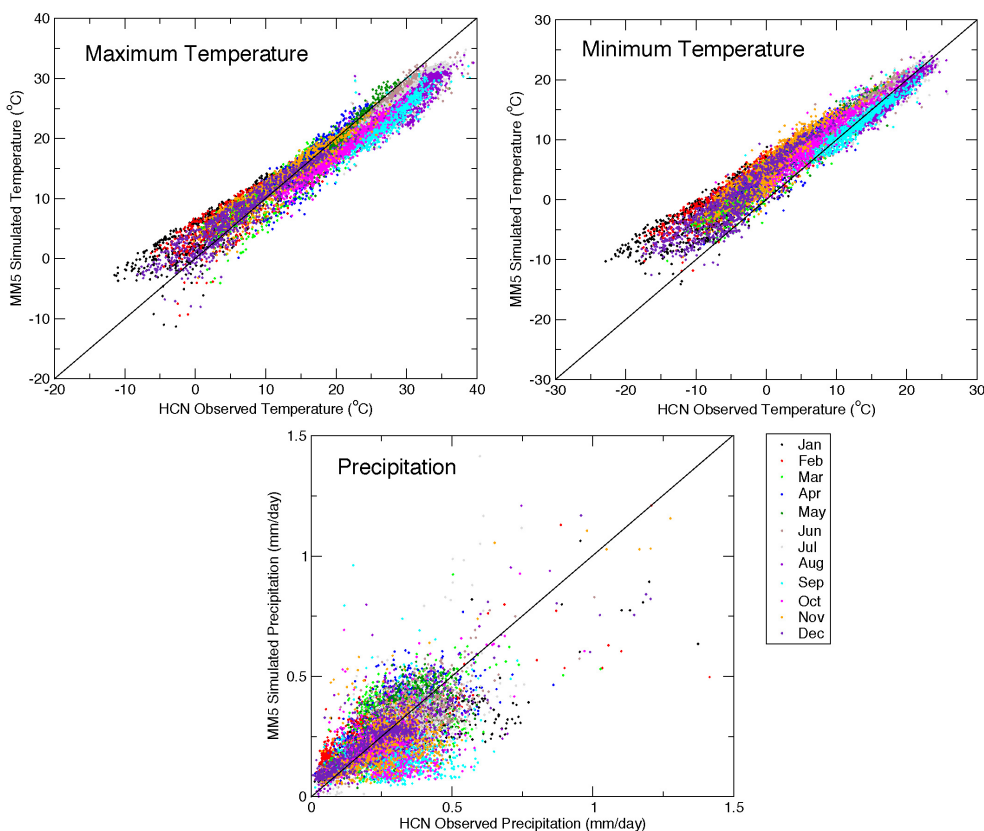 Maximum Temperature
MM5 Simulated Temperature (°C)
40
30
20
10
0
-10
-20
-20
-10
0
10
20
30
40
HCN Observed Temperature (°C)
Minimum Temperature
MM5 Simulated Temperature (°C)
30
20
10
0
-10
-20
-30
-30
-20
-10
0
10
20
30
HCN Observed Temperature (°C)
Precipitation
MM5 Simulated Precipitation (mm/day)
1.5
1
0.5
0
0
0.5
1
1.5
HCN Observed Precipitation (mm/day)
Jan
Feb
Mar
Apr
May
Jun
Jul
Aug
Sep
Oct
Nov
Dec